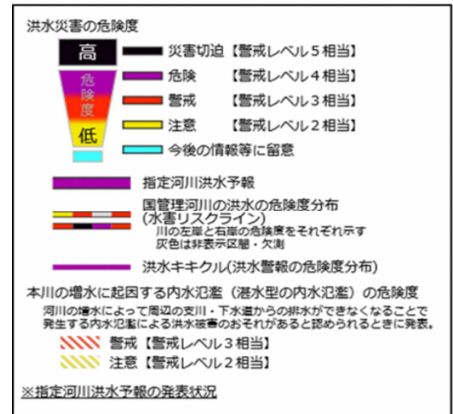 洪水災害の危険度
高 災害切迫【警戒レベル5相当】
危険度 危険 【警戒レベル4相当】
警戒 【警戒レベル3相当】
低 注意 【警戒レベル2相当】
今後の情報等に留意
指定河川洪水予報
国管理河川の洪水の危険度分布
(水害リスクライン)
川の左岸と右岸の危険度をそれぞれ示す
灰色は非表示区間・欠測
洪水キキクル(洪水警報の危険度分布)
本川の増水に起因する内水氾濫（湛水型の内水氾濫）の危険度
河川の増水によって周辺の支川・下水道からの排水ができなくなることで
発生する内水氾濫による洪水被害のおそれがあると認められるときに発表。
警戒【警戒レベル3相当】
注意【警戒レベル2相当】
※指定河川洪水予報の発表状況